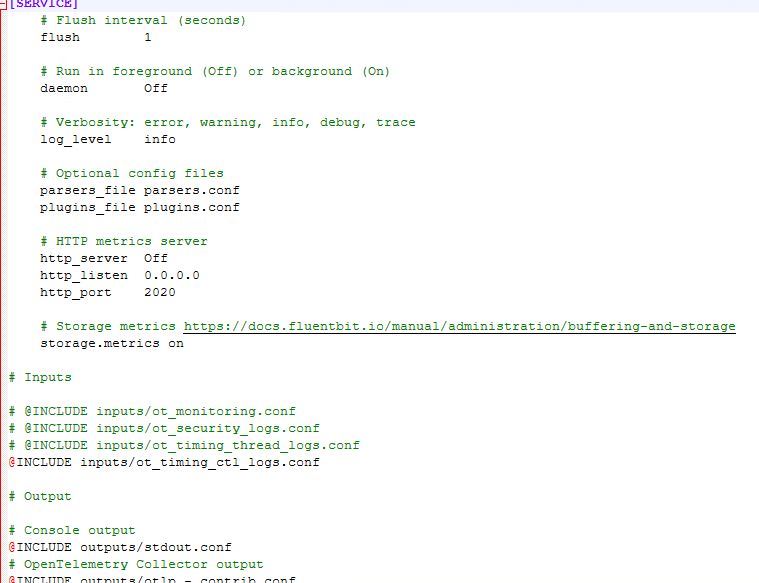 [SERVICE]
# Flush interval (seconds)
flush        1
# Run in foreground (Off) or background (On)
daemon       Off
# Verbosity: error, warning, info, debug, trace
log_level    info
# Optional config files
parsers_file parsers.conf
plugins_file plugins.conf
# HTTP metrics server
http_server  Off
http_listen  0.0.0.0
http_port    2020
# Storage metrics https://docs.fluentbit.io/manual/administration/buffering-and-storage
storage.metrics on
# Inputs
# @INCLUDE inputs/ot_monitoring.conf
# @INCLUDE inputs/ot_security_logs.conf
# @INCLUDE inputs/ot_timing_thread_logs.conf
@INCLUDE inputs/ot_timing_ctl_logs.conf
# Output
# Console output
@INCLUDE outputs/stdout.conf
# OpenTelemetry Collector output
@INCLUDE outputs/otlp - contrib.conf